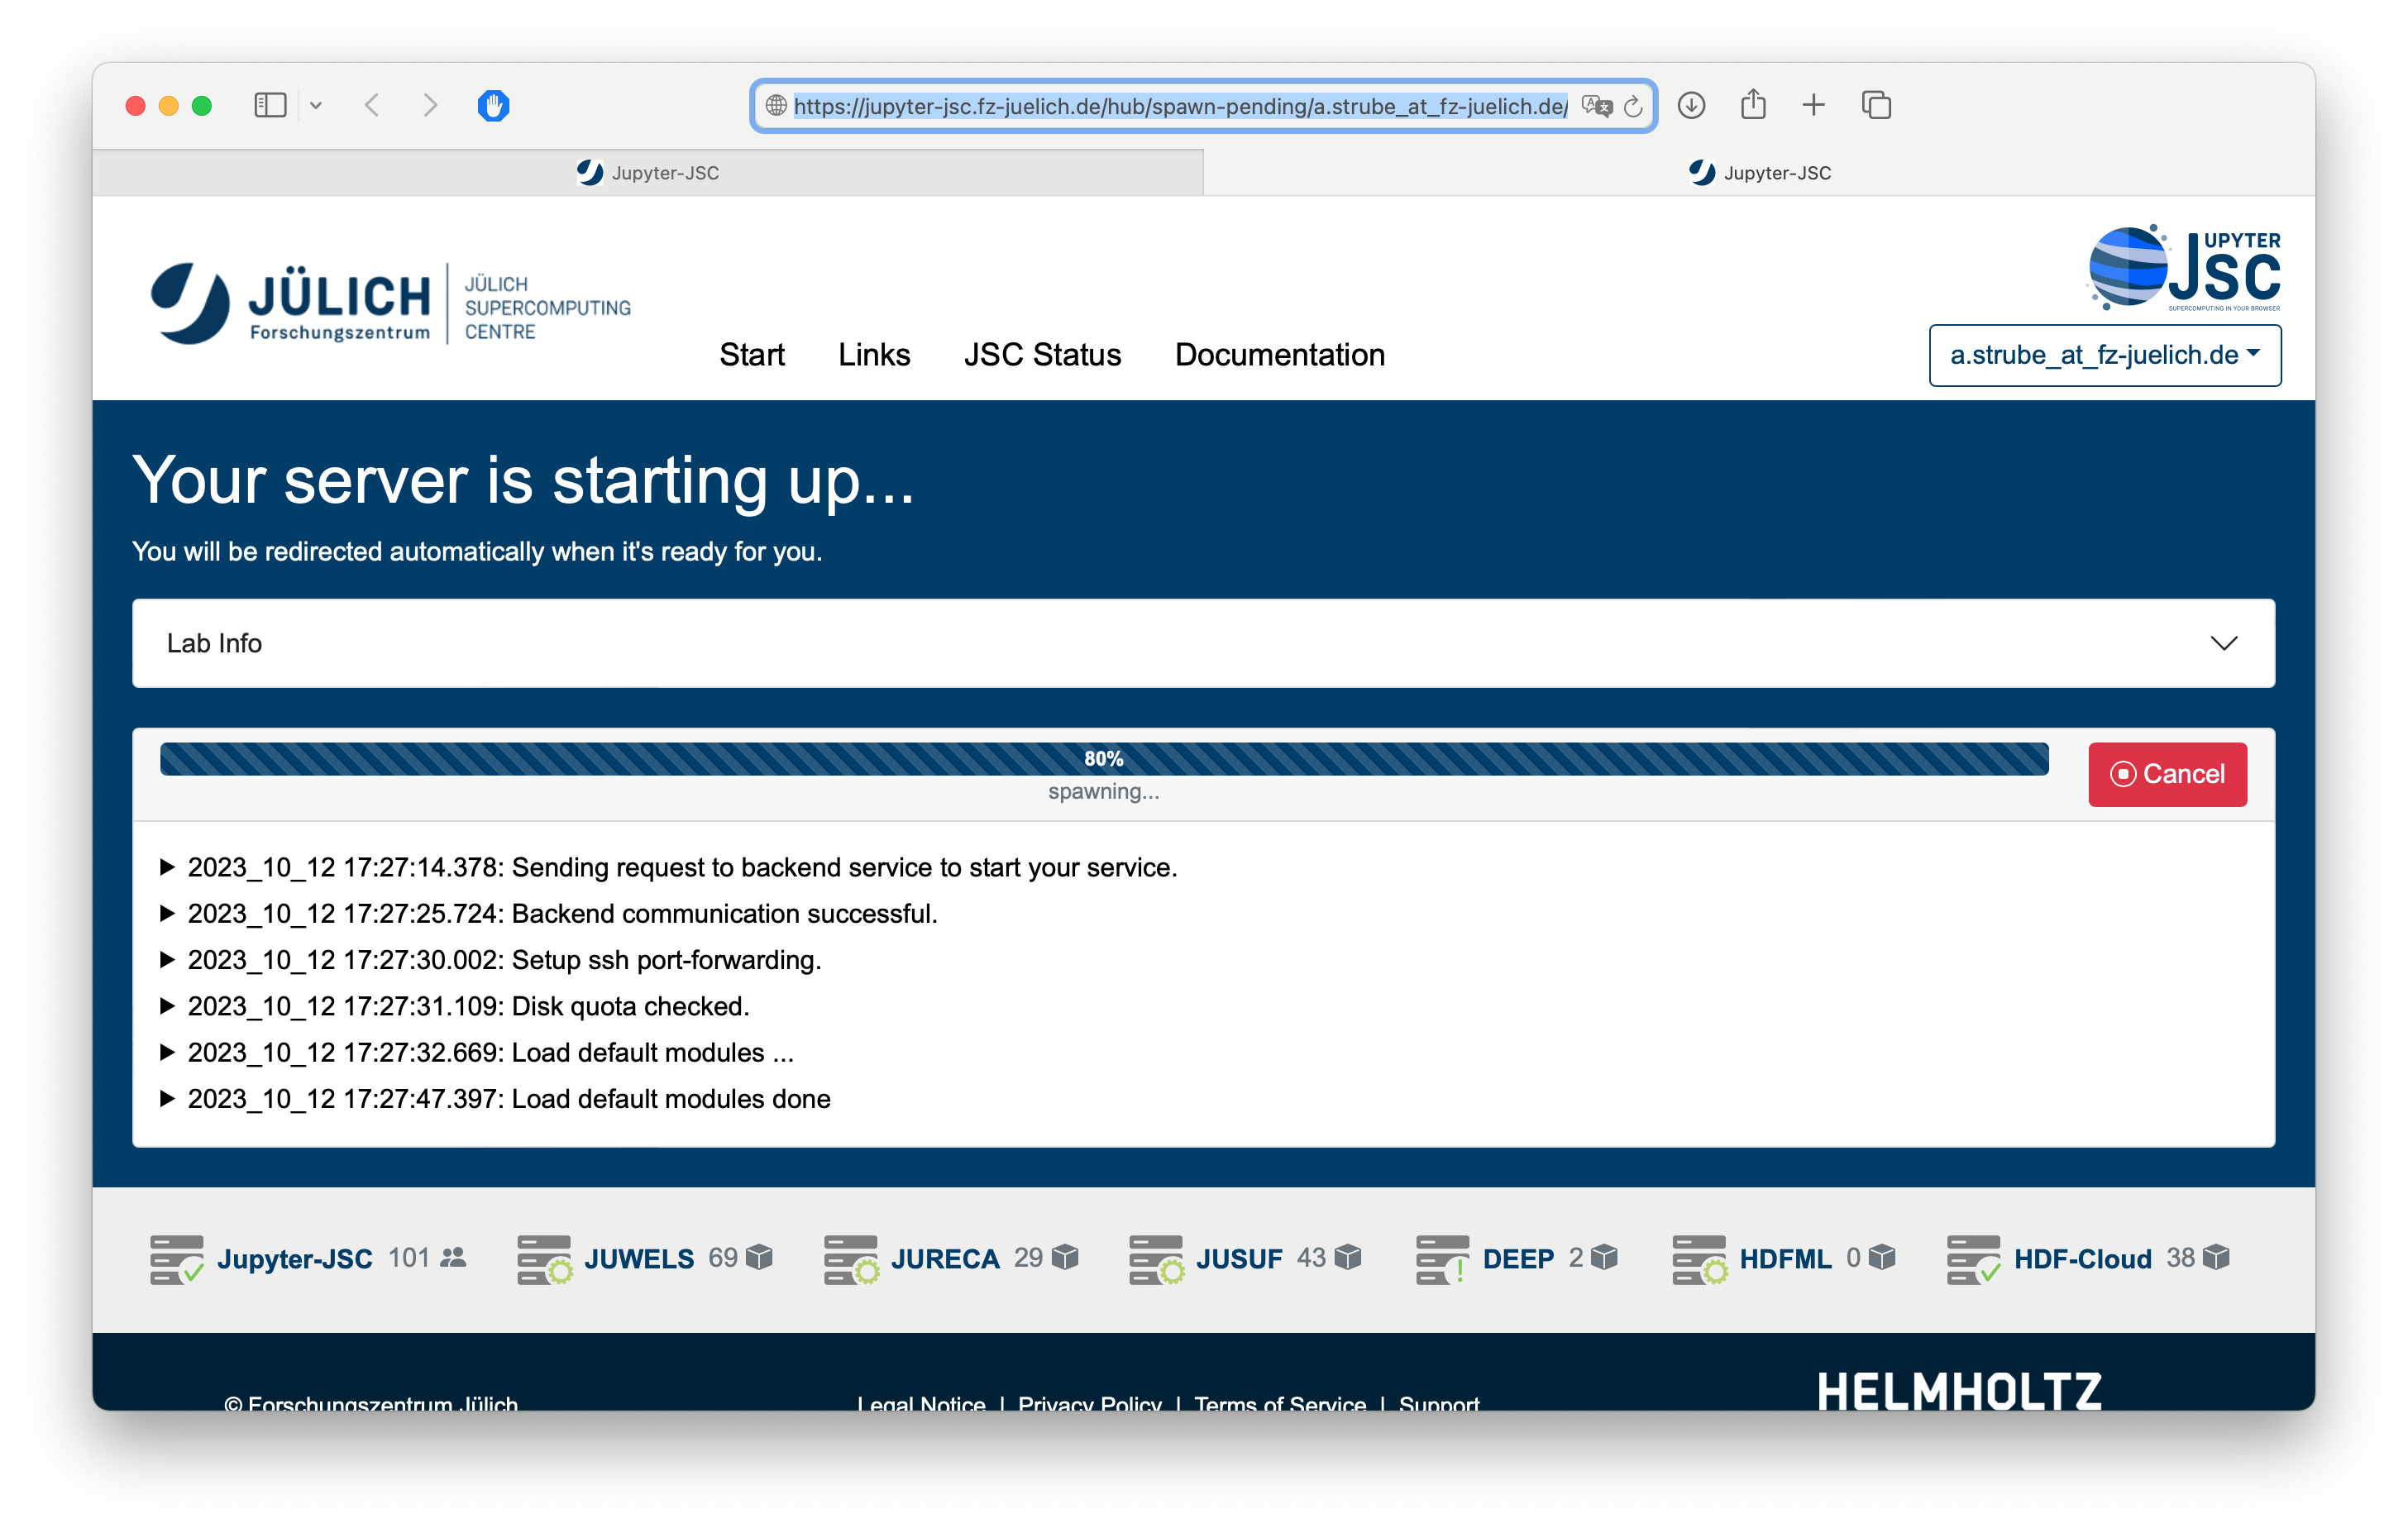 https://jupyter-jsc.fz-juelich.de/hub/spawn-pending/a.strube_at_fz-juelich.de/
Jupyter-JSC
Jupyter-JSC
JÜLICH
Forschungszentrum
JÜLICH
SUPERCOMPUTING
CENTRE
Start
Links
JSC Status
Documentation
JUPYTER
JSC
SUPERCOMPUTING IN YOUR BROWSER
a.strube_at_fz-juelich.de
Your server is starting up...
You will be redirected automatically when it's ready for you.
Lab Info
80%
spawning...
Cancel
2023_10_12 17:27:14.378: Sending request to backend service to start your service.
2023_10_12 17:27:25.724: Backend communication successful.
2023_10_12 17:27:30.002: Setup ssh port-forwarding.
2023_10_12 17:27:31.109: Disk quota checked.
2023_10_12 17:27:32.669: Load default modules ...
2023_10_12 17:27:47.397: Load default modules done
Jupyter-JSC 101
JUWELS 69
JURECA 29
JUSUF 43
DEEP 2
HDFML 0
HDF-Cloud 38
© Forschungszentrum Jülich
Legal Notice | Privacy Policy | Terms of Service | Support
HELMHOLTZ